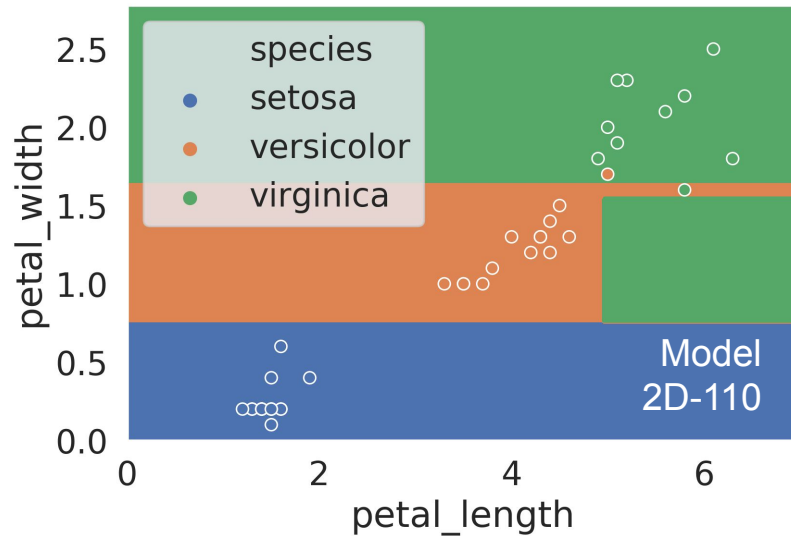 species
setosa
versicolor
virginica
petal_width
2.5
2.0
1.5
1.0
0.5
0.0
Model
2D-110
0 2 4 6
petal_length